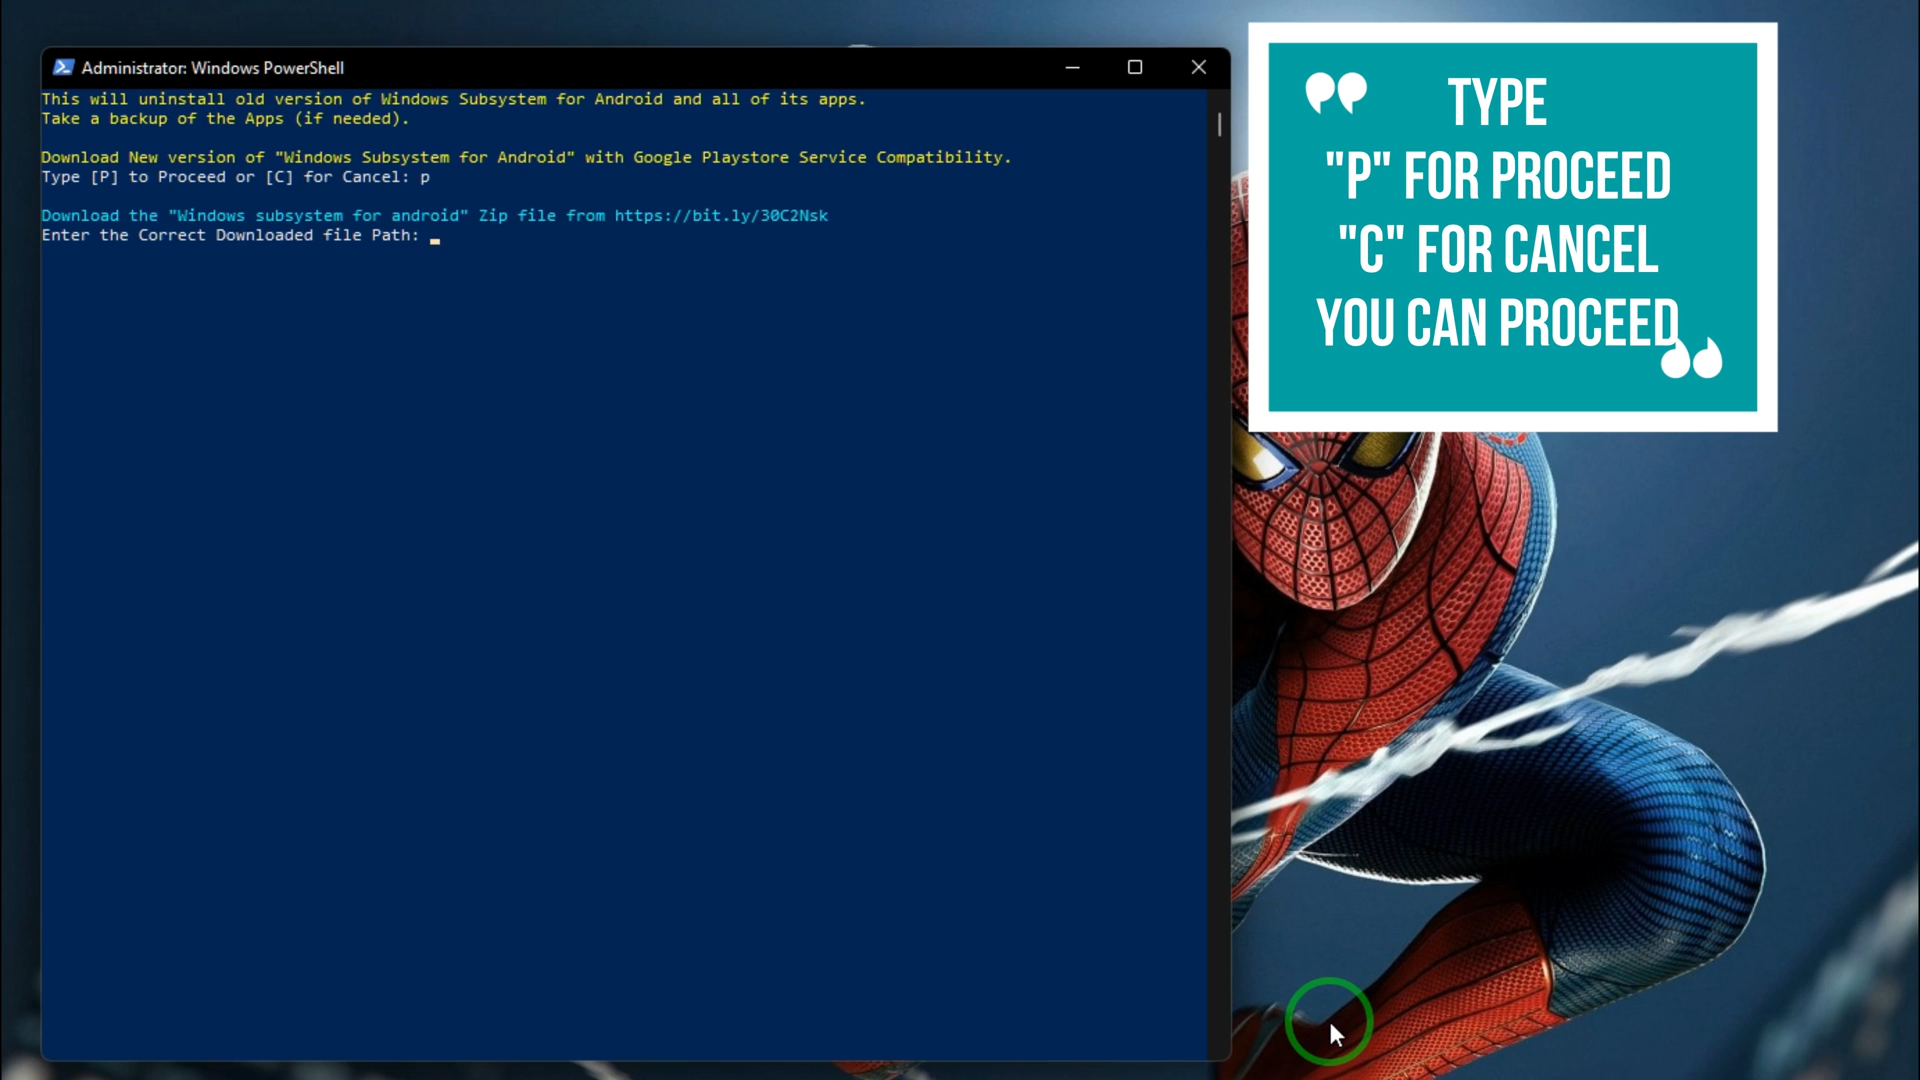 Administrator: Windows PowerShell
This will uninstall old version of Windows Subsystem for Android and all of its apps.
Take a backup of the Apps (if needed).
Download New version of "Windows Subsystem for Android" with Google Playstore Service Compatibility.
Type [P] to Proceed or [C] for Cancel: p
Download the "Windows subsystem for android" Zip file from https://bit.ly/30C2Nsk
Enter the Correct Downloaded file Path:
TYPE
"P" FOR PROCEED
"C" FOR CANCEL
YOU CAN PROCEED